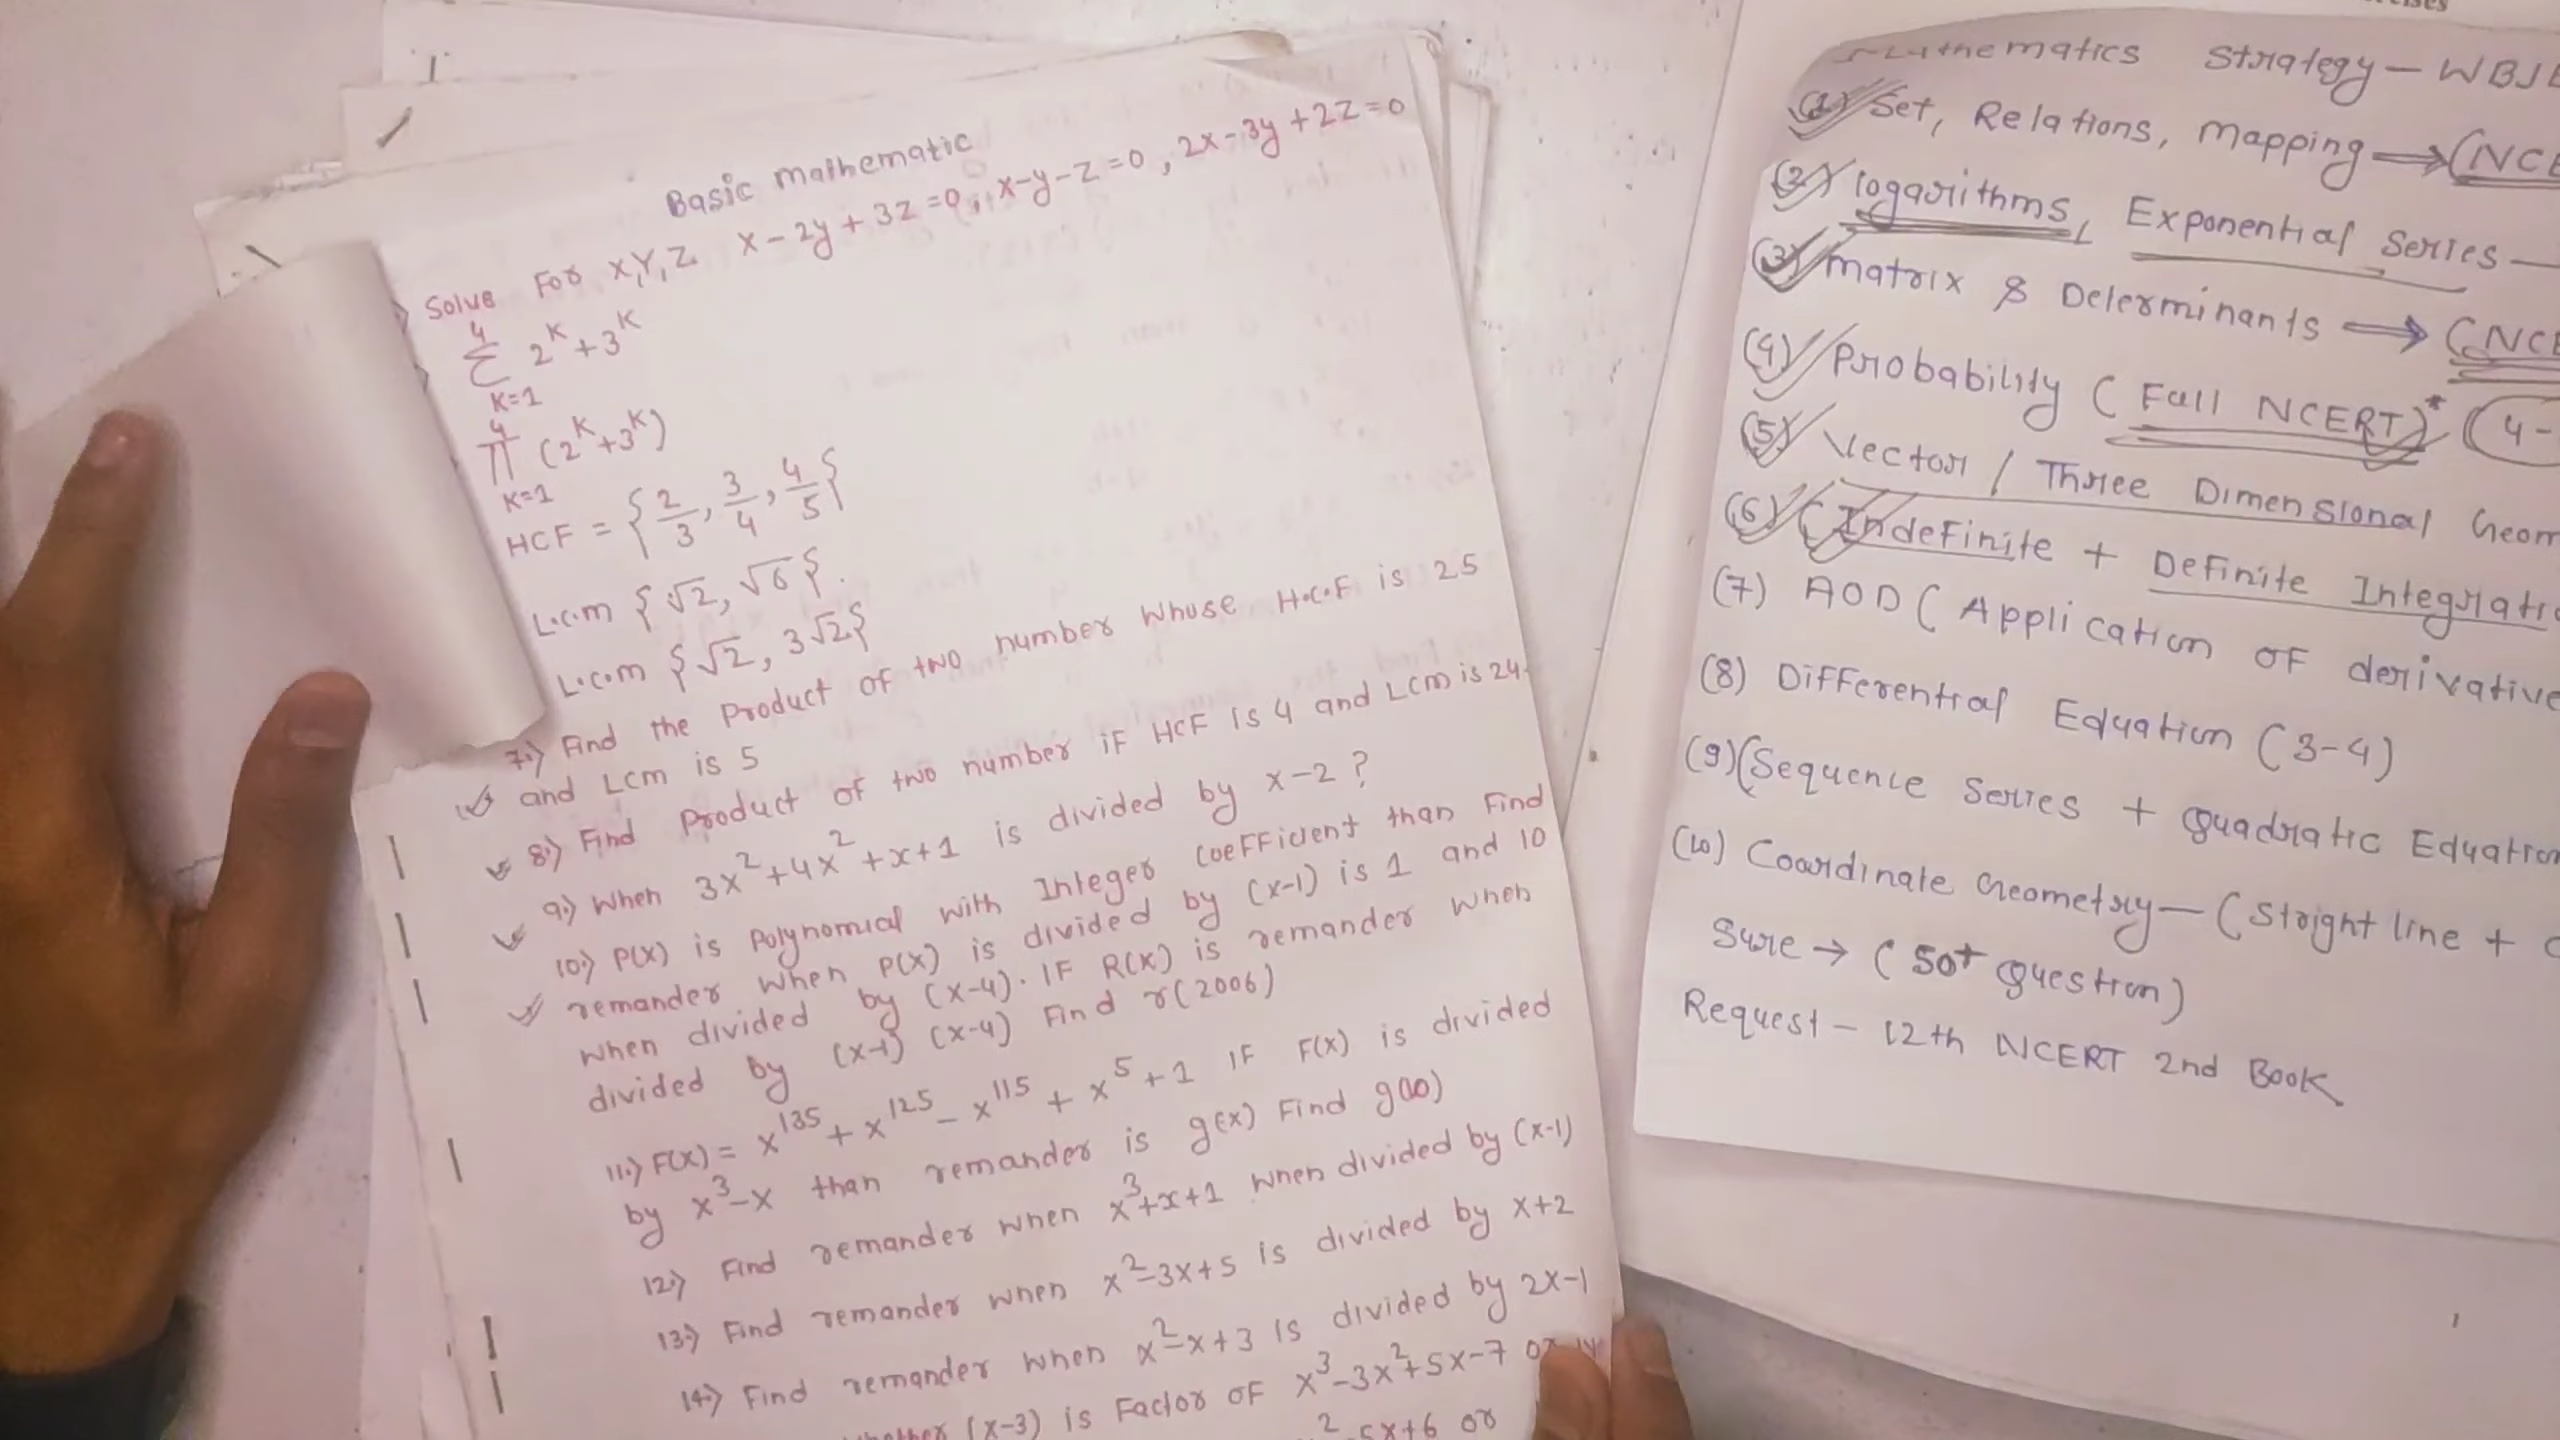 Basic Mathematic
Solve For X,Y,Z x-2y+3z=0, x-y-z=0, 2x-3y+2z=0
4
Σ 2^K+3^K
K=1
4
π (2^K+3^K)
K=1
HCF = {2/3, 3/4, 4/5}
L.C.M {√2, √6}.
L.C.M {√2, 3√2}
7.) Find the Product of two number whose H.C.F is 25
and LCM is 5
8.) Find Product of two number if HCF is 4 and LCM is 24.
9.) When 3x^2+4x^2+x+1 is divided by x-2?
10.) P(X) is Polynomial with Integer Coefficient than Find
remander when P(X) is divided by (x-1) is 1 and 10
when divided by (x-4). IF R(X) is remander when
divided by (x-1) (x-4) Find r(2006)
11.) F(X) = x^135 + x^125 - x^115 + x^5 + 1 IF F(X) is divided
by x^3-x than remander is g(x) Find g(10)
12.) Find remander when x^3+x+1 when divided by (x-1)
13.) Find remander when x^2-3x+5 is divided by x+2
14.) Find remander when x^2-x+3 is divided by 2x-1
(x-3) is Factor of x^3-3x^2+5x-7 or
5x+6 or
Strategy – WBJE
(1) Set, Relations, Mapping → (NCE
(2) logarithms, Exponential Series –
(3) Matrix & Determinants → (NCE
(4) Probability (Full NCERT)* (4-
(5) Vector / Three Dimensional Geom
(6) (Indefinite + Definite Integratio
(7) AOD ( Application OF derivative
(8) Differential Equation (3-4)
(9) (Sequence Series + quadratic Equation
(10) Coordinate Geometry – (Stright line + C
Sure → (50+ question)
Request – 12th NCERT 2nd Book
1